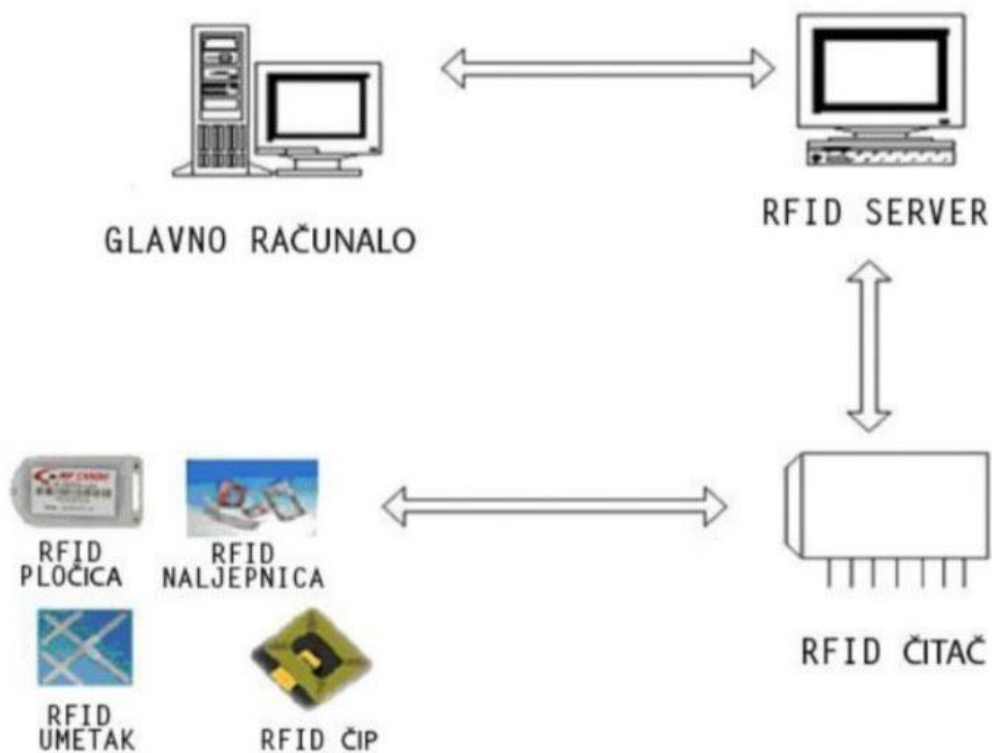 GLAVNO RAČUNALO
RFID SERVER
RFID
PLOČICA
RFID
NALJEPNICA
RFID ČITAČ
RFID
UMETAK
RFID ČIP